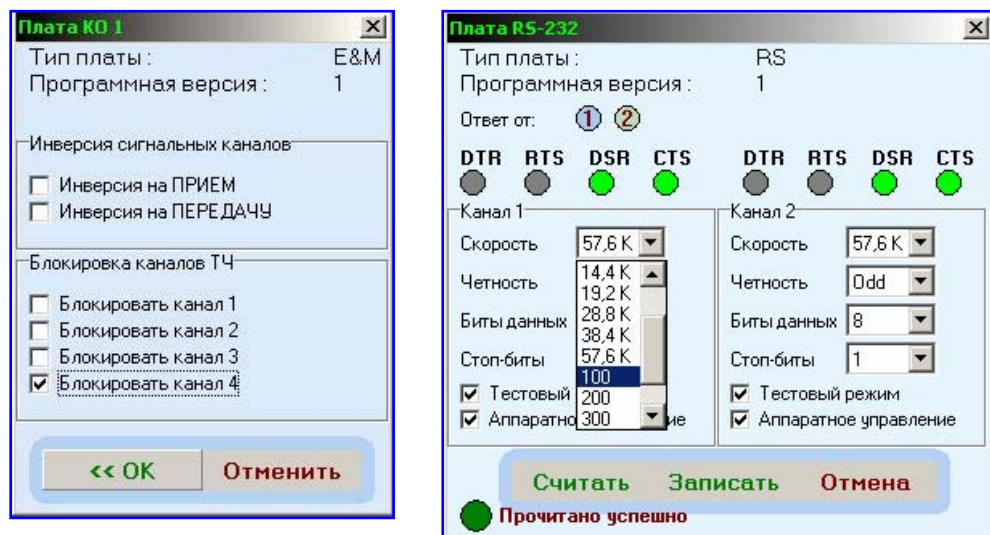 Плата КО 1
Тип платы : E&M
Программная версия : 1
Инверсия сигнальных каналов
Инверсия на ПРИЕМ
Инверсия на ПЕРЕДАЧУ
Блокировка каналов ТЧ
Блокировать канал 1
Блокировать канал 2
Блокировать канал 3
Блокировать канал 4
<< OK Отменить
Плата RS-232
Тип платы : RS
Программная версия : 1
Ответ от: 1 2
DTR RTS DSR CTS DTR RTS DSR CTS
Канал 1
Скорость 57,6 K
Четность
Биты данных
Стоп-биты
14,4 K
19,2 K
28,8 K
38,4 K
57,6 K
100
200
300
Тестовый
Аппаратно ие
Канал 2
Скорость 57,6 K
Четность Odd
Биты данных 8
Стоп-биты 1
Тестовый режим
Аппаратное управление
Считать Записать Отмена
Прочитано успешно